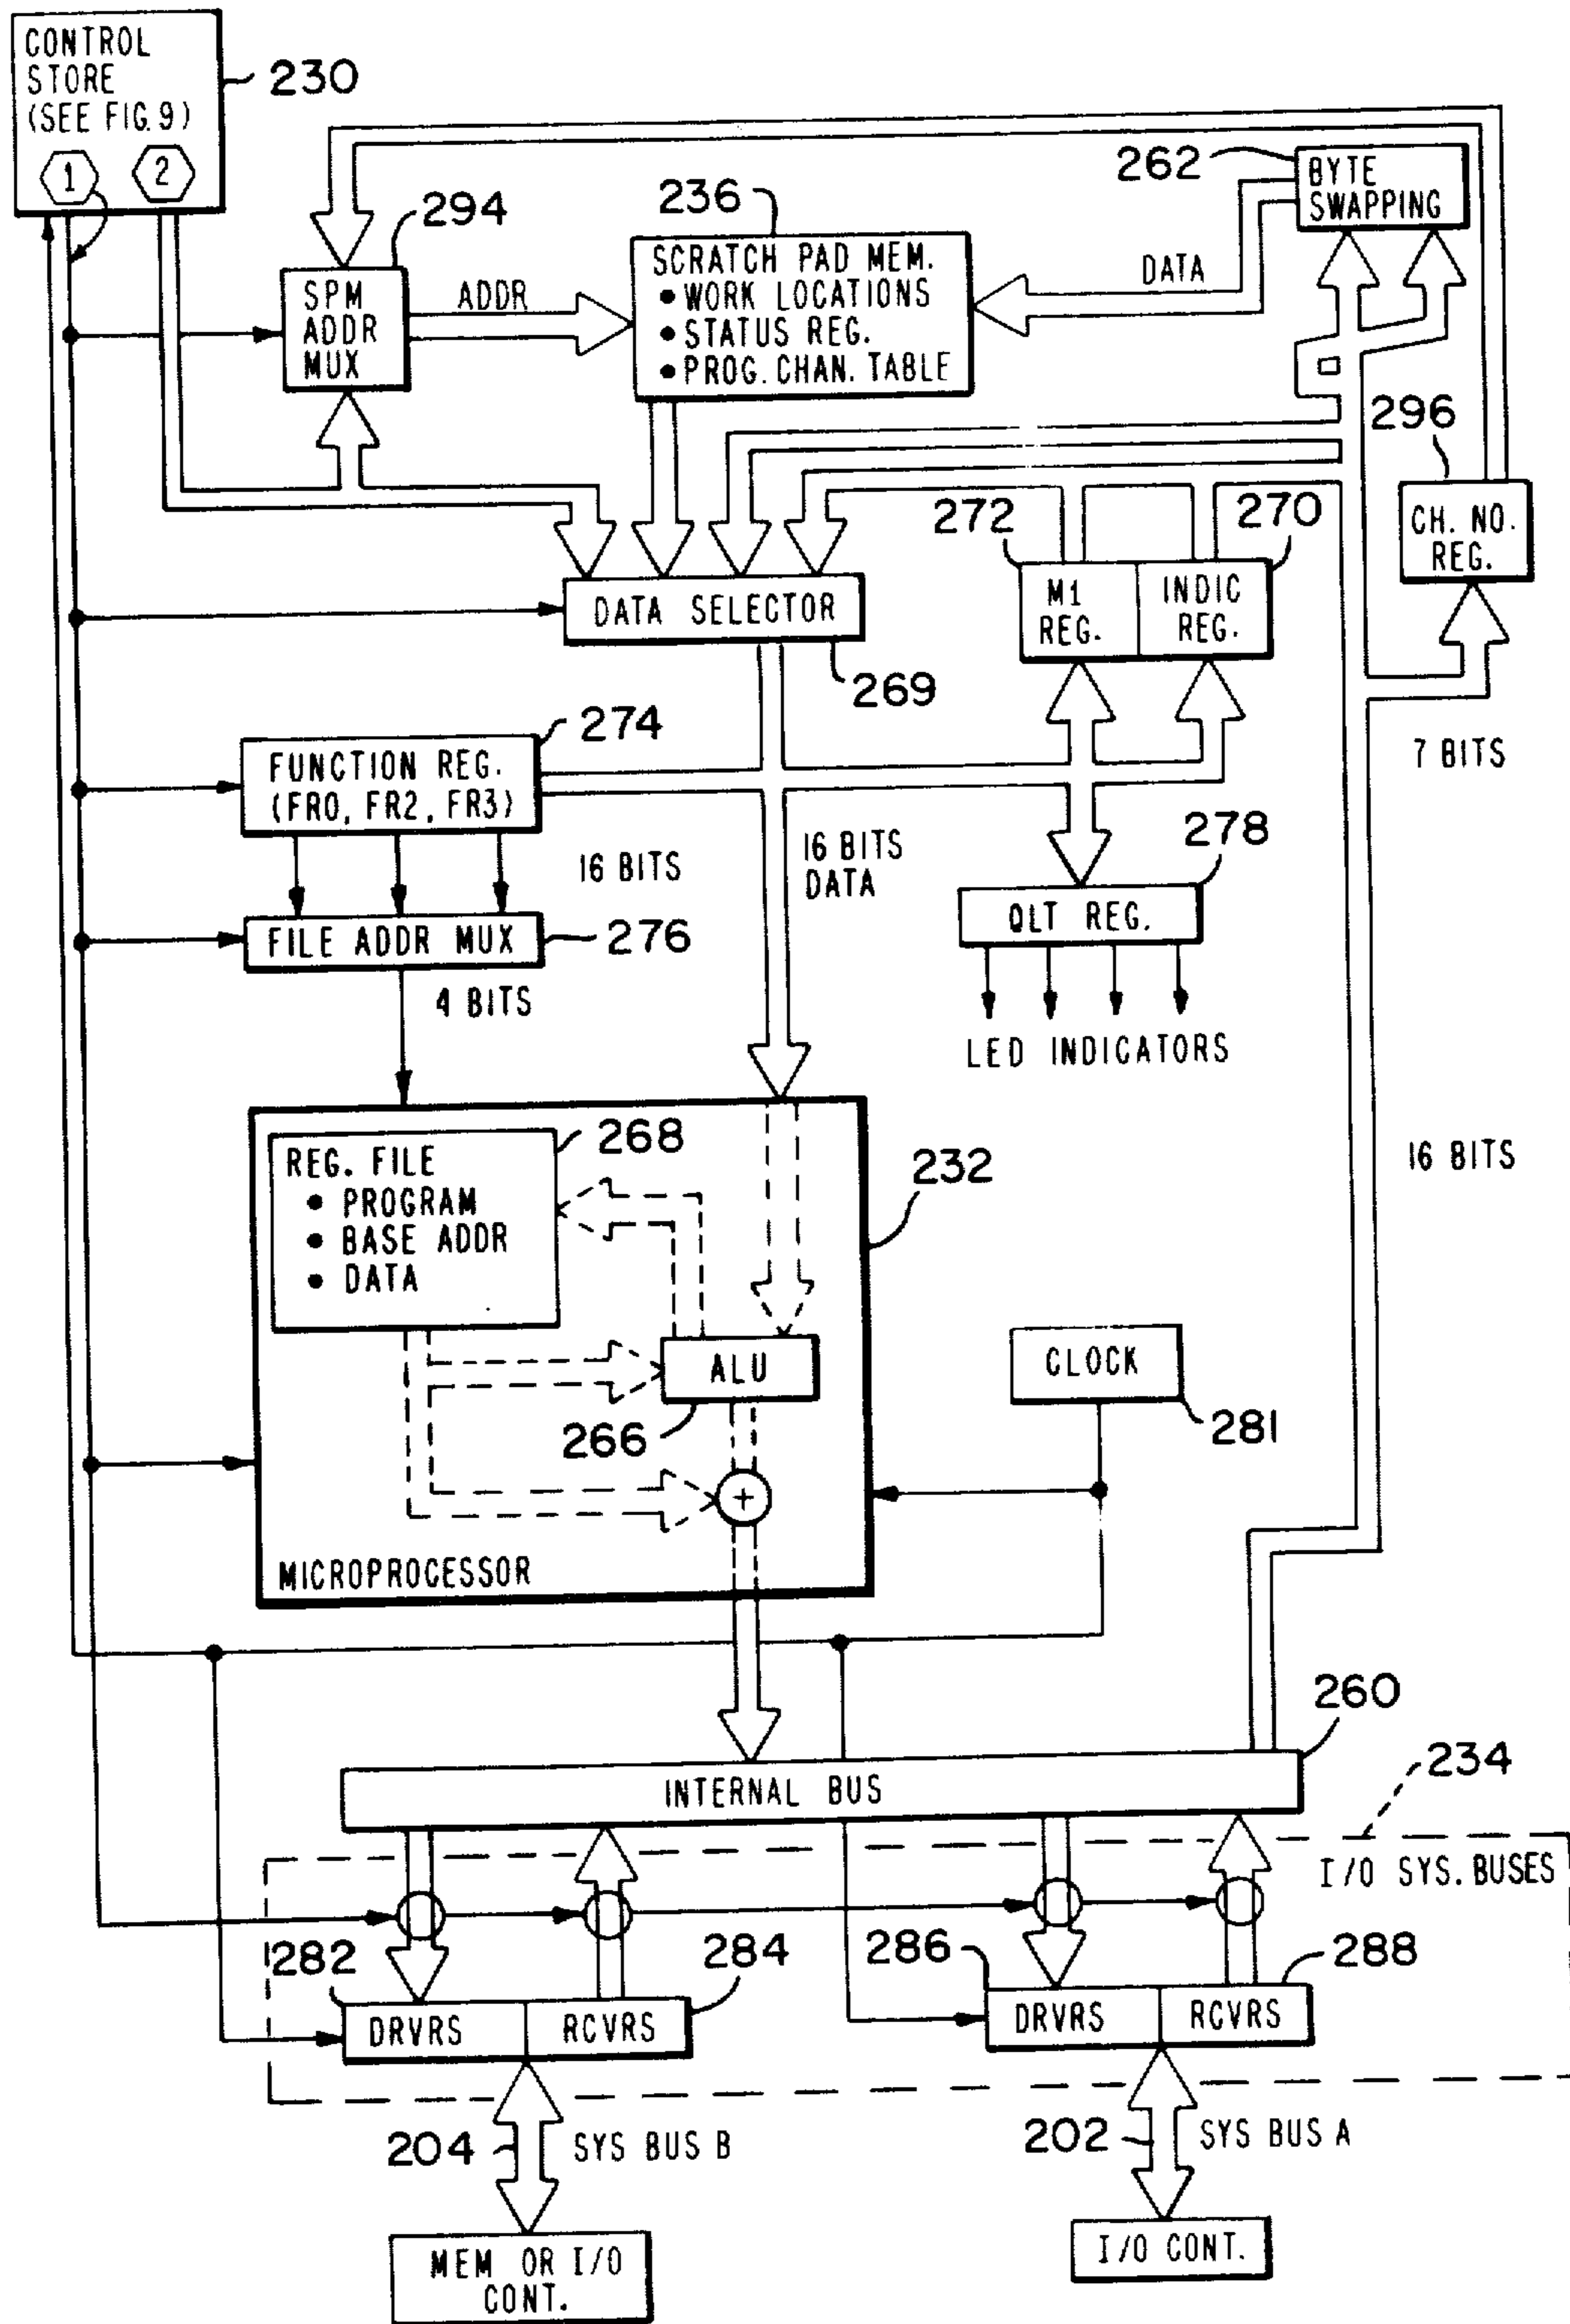 CONTROL
STORE
(SEE FIG. 9)
1
2
230
294
SPM
ADDR
MUX
ADDR
236
SCRATCH PAD MEM.
• WORK LOCATIONS
• STATUS REG.
• PROG. CHAN. TABLE
DATA
262
BYTE
SWAPPING
296
CH. NO.
REG.
7 BITS
272
270
M1
REG.
INDIC
REG.
DATA SELECTOR
269
274
FUNCTION REG.
(FR0, FR2, FR3)
16 BITS
16 BITS
DATA
278
QLT REG.
LED INDICATORS
FILE ADDR MUX
276
4 BITS
268
REG. FILE
• PROGRAM
• BASE ADDR
• DATA
232
16 BITS
ALU
266
+
MICROPROCESSOR
CLOCK
281
260
INTERNAL BUS
234
I/O SYS. BUSES
282
284
286
288
DRVRS
RCVRS
DRVRS
RCVRS
204
SYS BUS B
202
SYS BUS A
MEM OR I/O
CONT.
I/O CONT.